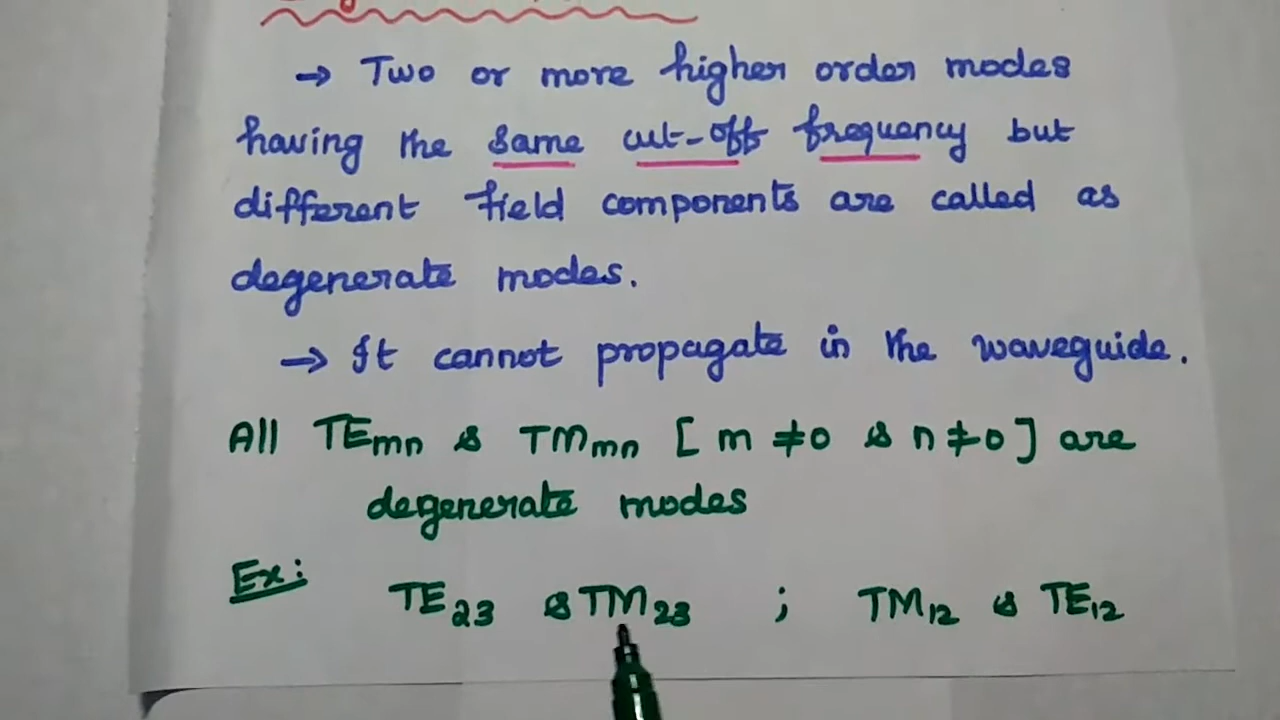 → Two or more higher order modes
having the same cut-off frequency but
different field components are called as
degenerate modes.
→ It cannot propagate in the waveguide.
All TEmn & TMmn [m ≠0 & n ≠0] are
degenerate modes
Ex:
TE23 & TM23 ; TM12 & TE12